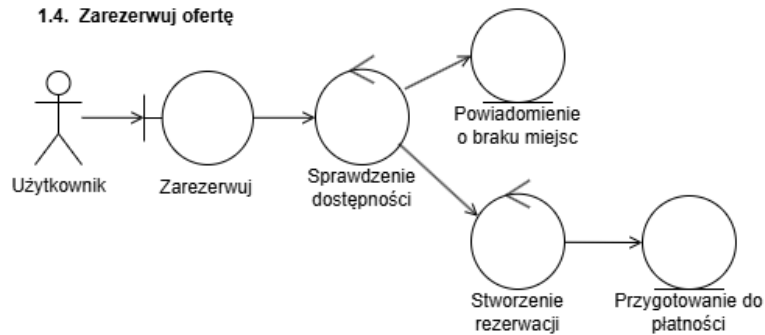 1.4. Zarezerwuj ofertę
Użytkownik
Zarezerwuj
Sprawdzenie
dostępności
Powiadomienie
o braku miejsc
Stworzenie
rezerwacji
Przygotowanie do
płatności